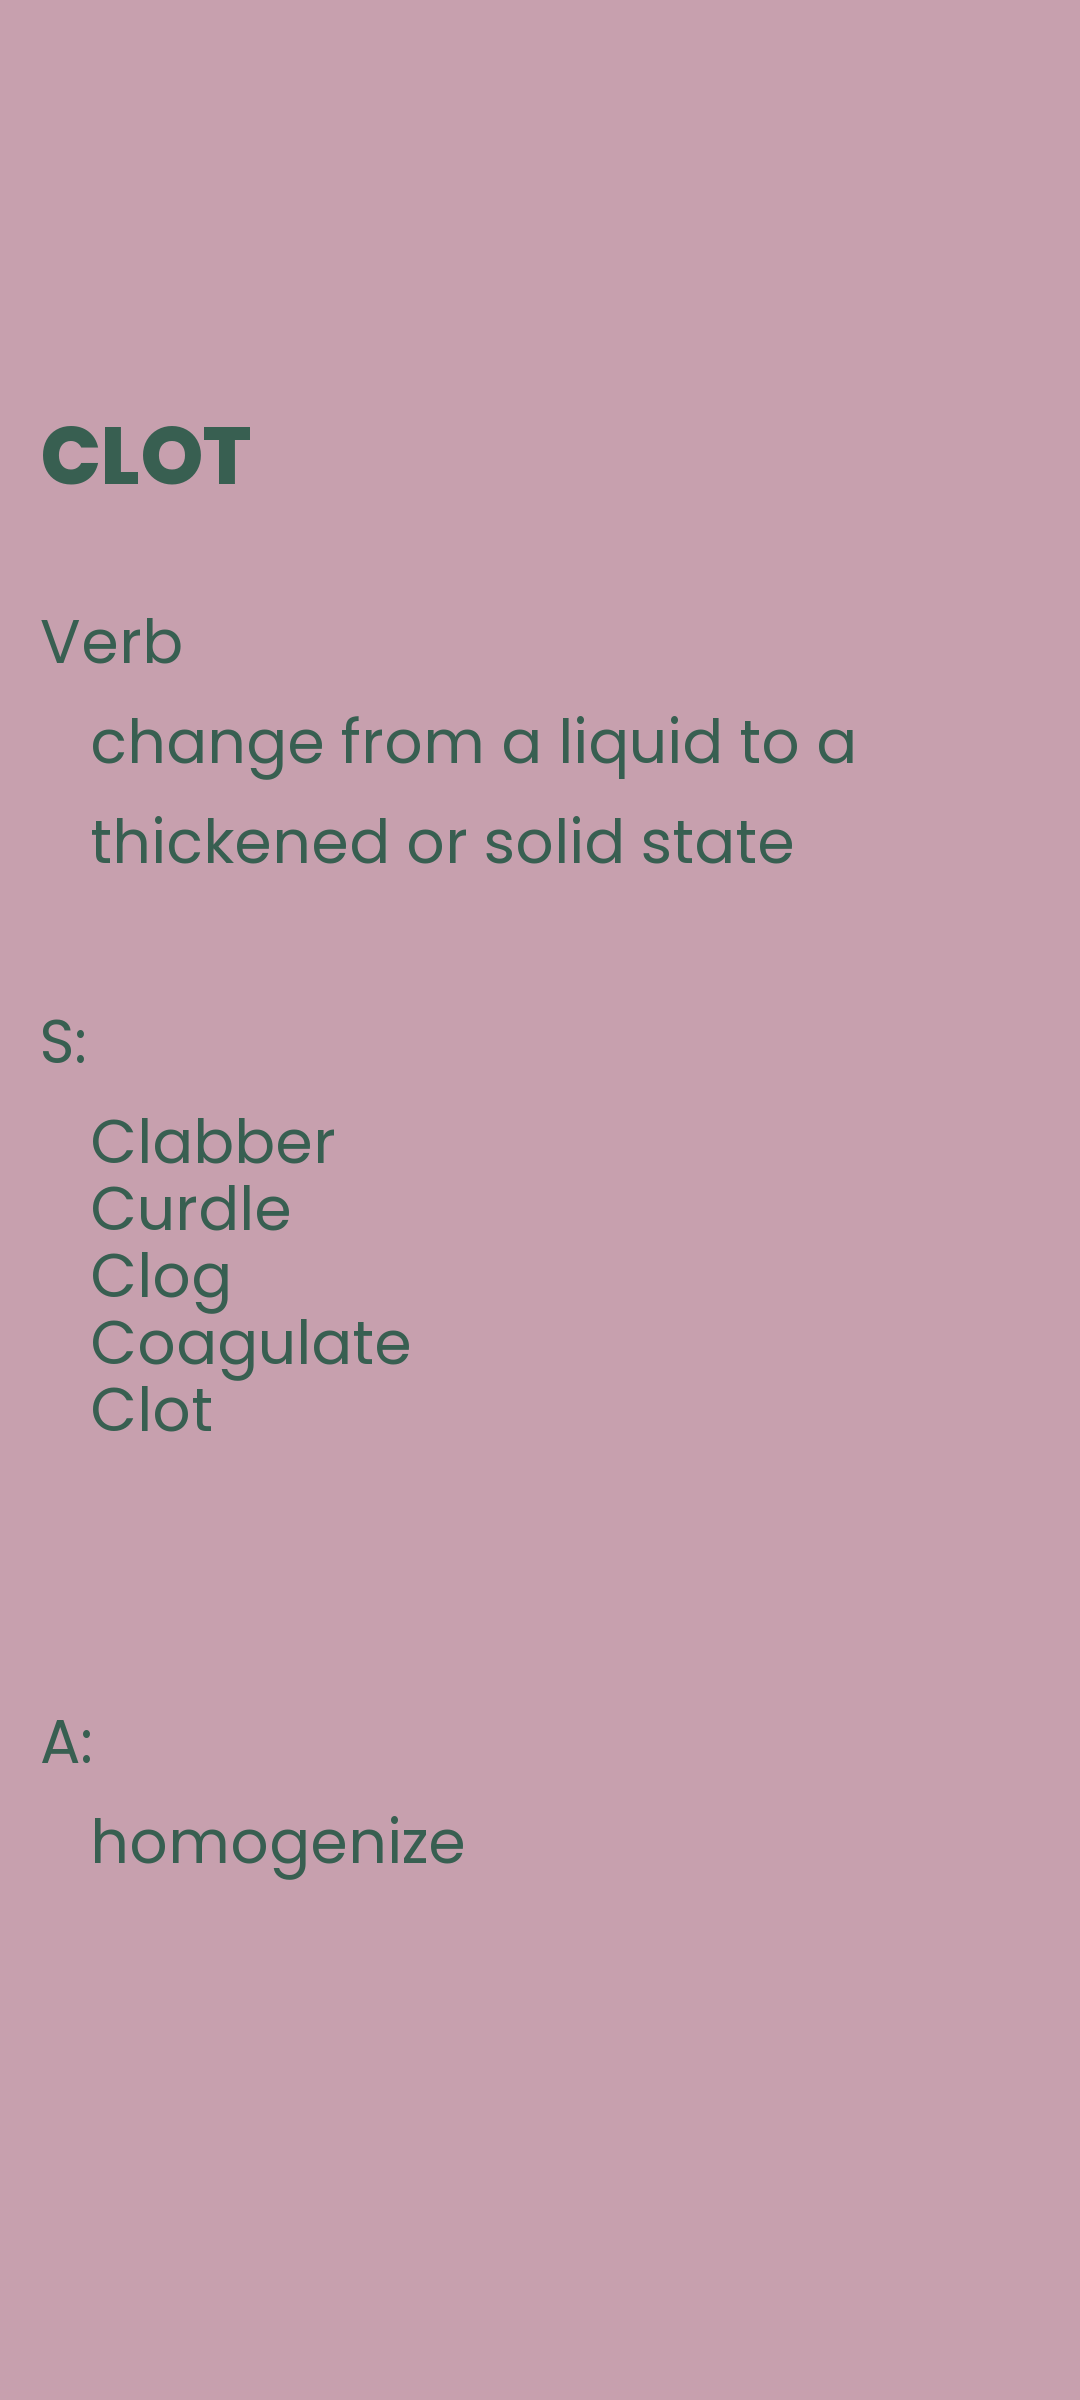 CLOT
Verb
change from a liquid to a
thickened or solid state
S:
Clabber
Curdle
Clog
Coagulate
Clot
A:
homogenize